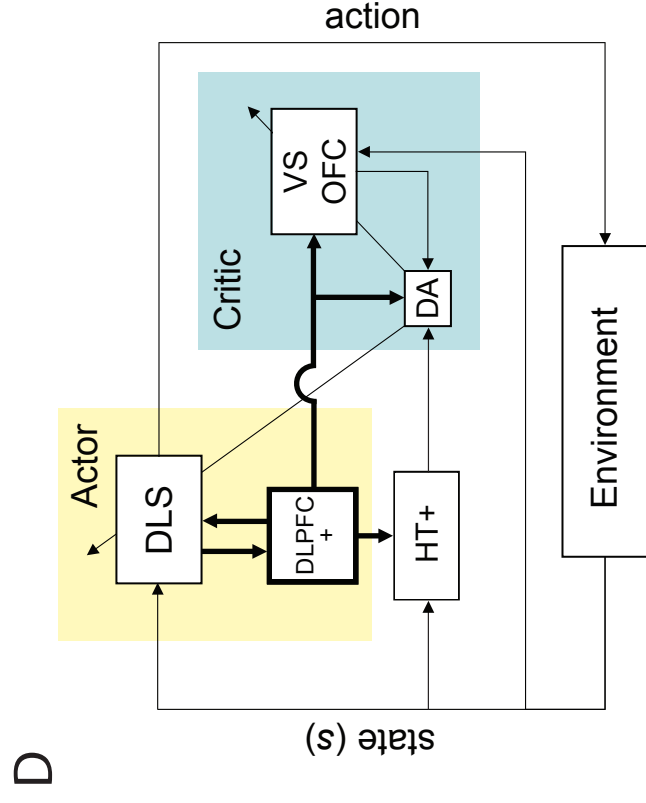 D
action
Actor
Critic
DLS
VS
OFC
DLPFC
+
DA
HT+
state (s)
Environment